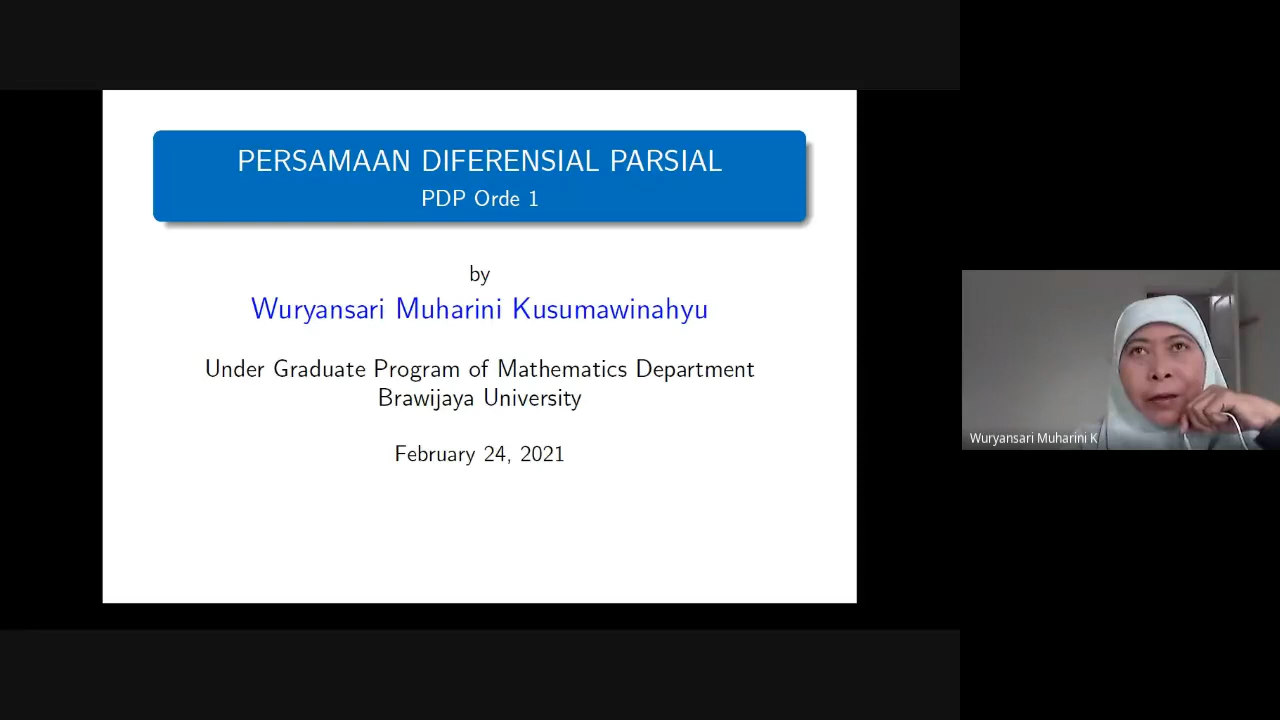 PERSAMAAN DIFERENSIAL PARSIAL
PDP Orde 1
by
Wuryansari Muharini Kusumawinahyu
Under Graduate Program of Mathematics Department
Brawijaya University
February 24, 2021
Wuryansari Muharini K